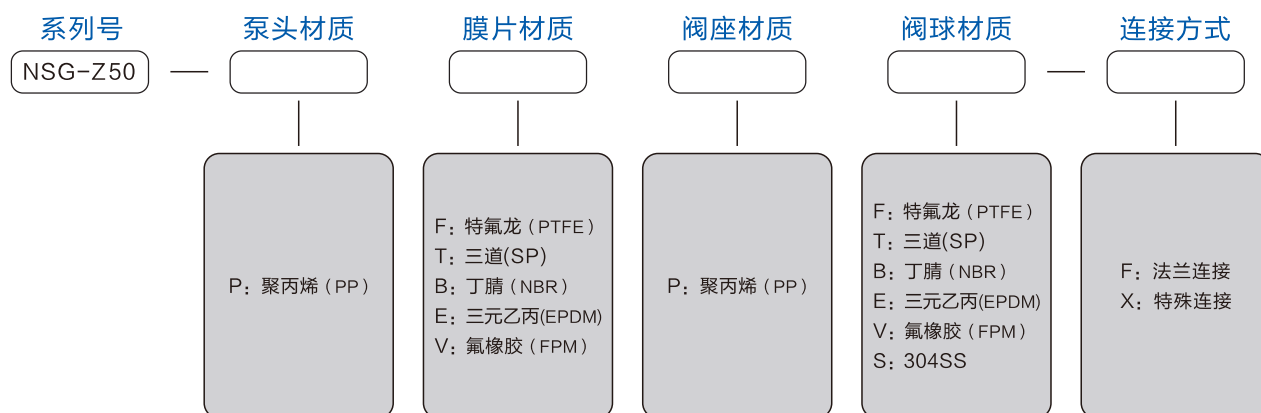 系列号 泵头材质 膜片材质 阀座材质 阀球材质 连接方式
NSG-Z50
P：聚丙烯（PP）
F：特氟龙（PTFE）
T：三道(SP)
B：丁腈（NBR）
E：三元乙丙(EPDM)
V：氟橡胶（FPM）
P：聚丙烯（PP）
F：特氟龙（PTFE）
T：三道(SP)
B：丁腈（NBR）
E：三元乙丙(EPDM)
V：氟橡胶（FPM）
S：304SS
F：法兰连接
X：特殊连接